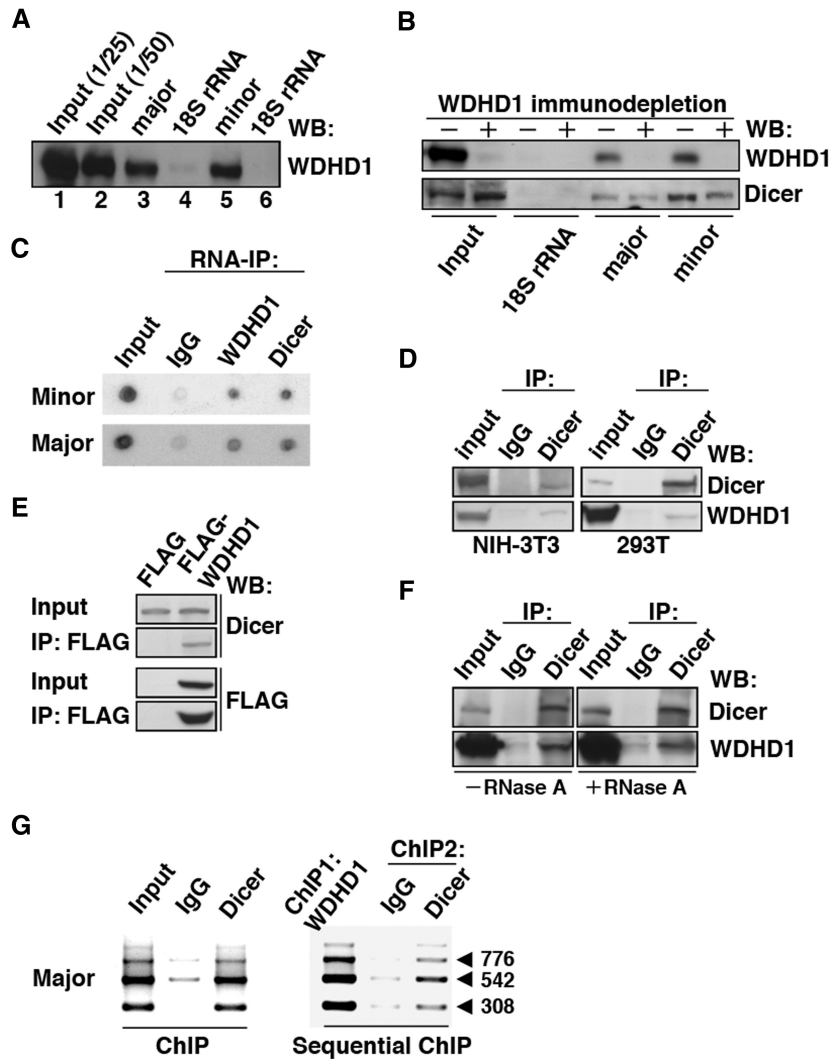 A
Input (1/25)
Input (1/50)
major
18S rRNA
minor
18S rRNA
WB:
WDHD1
1 2 3 4 5 6
B
WDHD1 immunodepletion
− + − + − + − + WB:
WDHD1
Dicer
Input
18S rRNA
major
minor
C
RNA-IP:
Input
IgG
WDHD1
Dicer
Minor
Major
D
IP: IP:
input
IgG
Dicer
input
IgG
Dicer
WB:
Dicer
WDHD1
NIH-3T3 293T
E
FLAG
FLAG-
WDHD1
WB:
Input
IP: FLAG
Dicer
Input
IP: FLAG
FLAG
F
IP: IP:
Input
IgG
Dicer
Input
IgG
Dicer
WB:
Dicer
WDHD1
−RNase A +RNase A
G
Input
IgG
Dicer
ChIP1:
WDHD1
ChIP2:
IgG
Dicer
Major
776
542
308
ChIP
Sequential ChIP